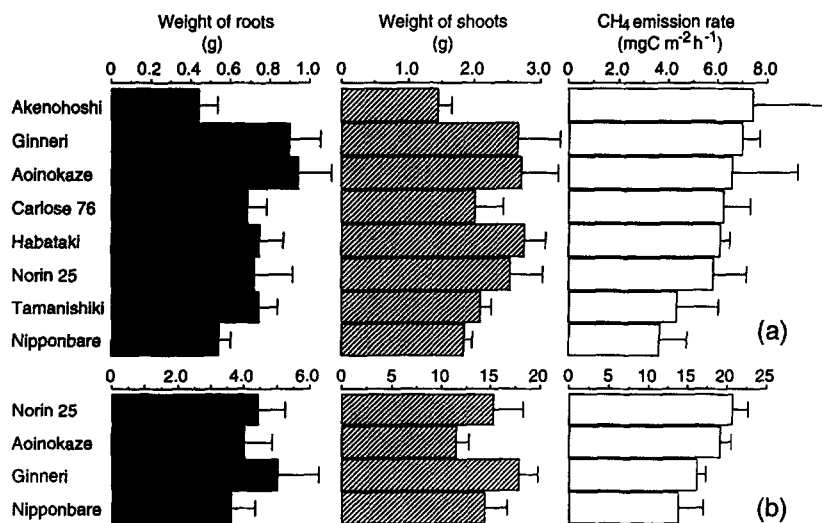 Weight of roots Weight of shoots CH4 emission rate
(g) (g) (mgC m-2 h-1)
0 0.2 0.4 0.6 0.8 1.0 0 1.0 2.0 3.0 0 2.0 4.0 6.0 8.0
Akenohoshi
Ginneri
Aoinokaze
Carlose 76
Habataki
Norin 25
Tamanishiki
Nipponbare
(a)
0 2.0 4.0 6.0 0 5 10 15 20 0 5 10 15 20 25
Norin 25
Aoinokaze
Ginneri
Nipponbare
(b)